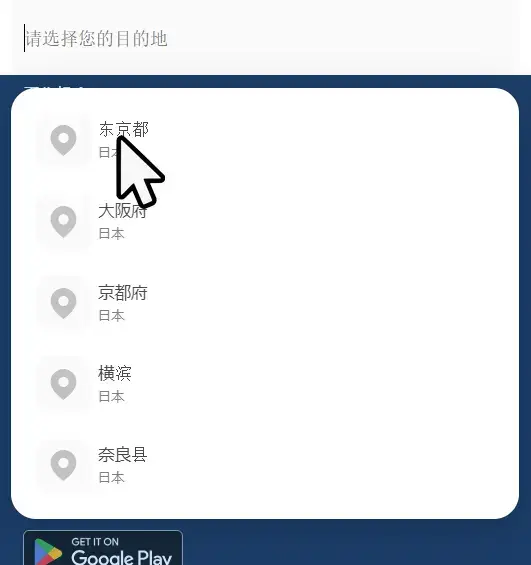 请选择您的目的地
东京都
日本
大阪府
日本
京都府
日本
横滨
日本
奈良县
日本
GET IT ON
Google Play